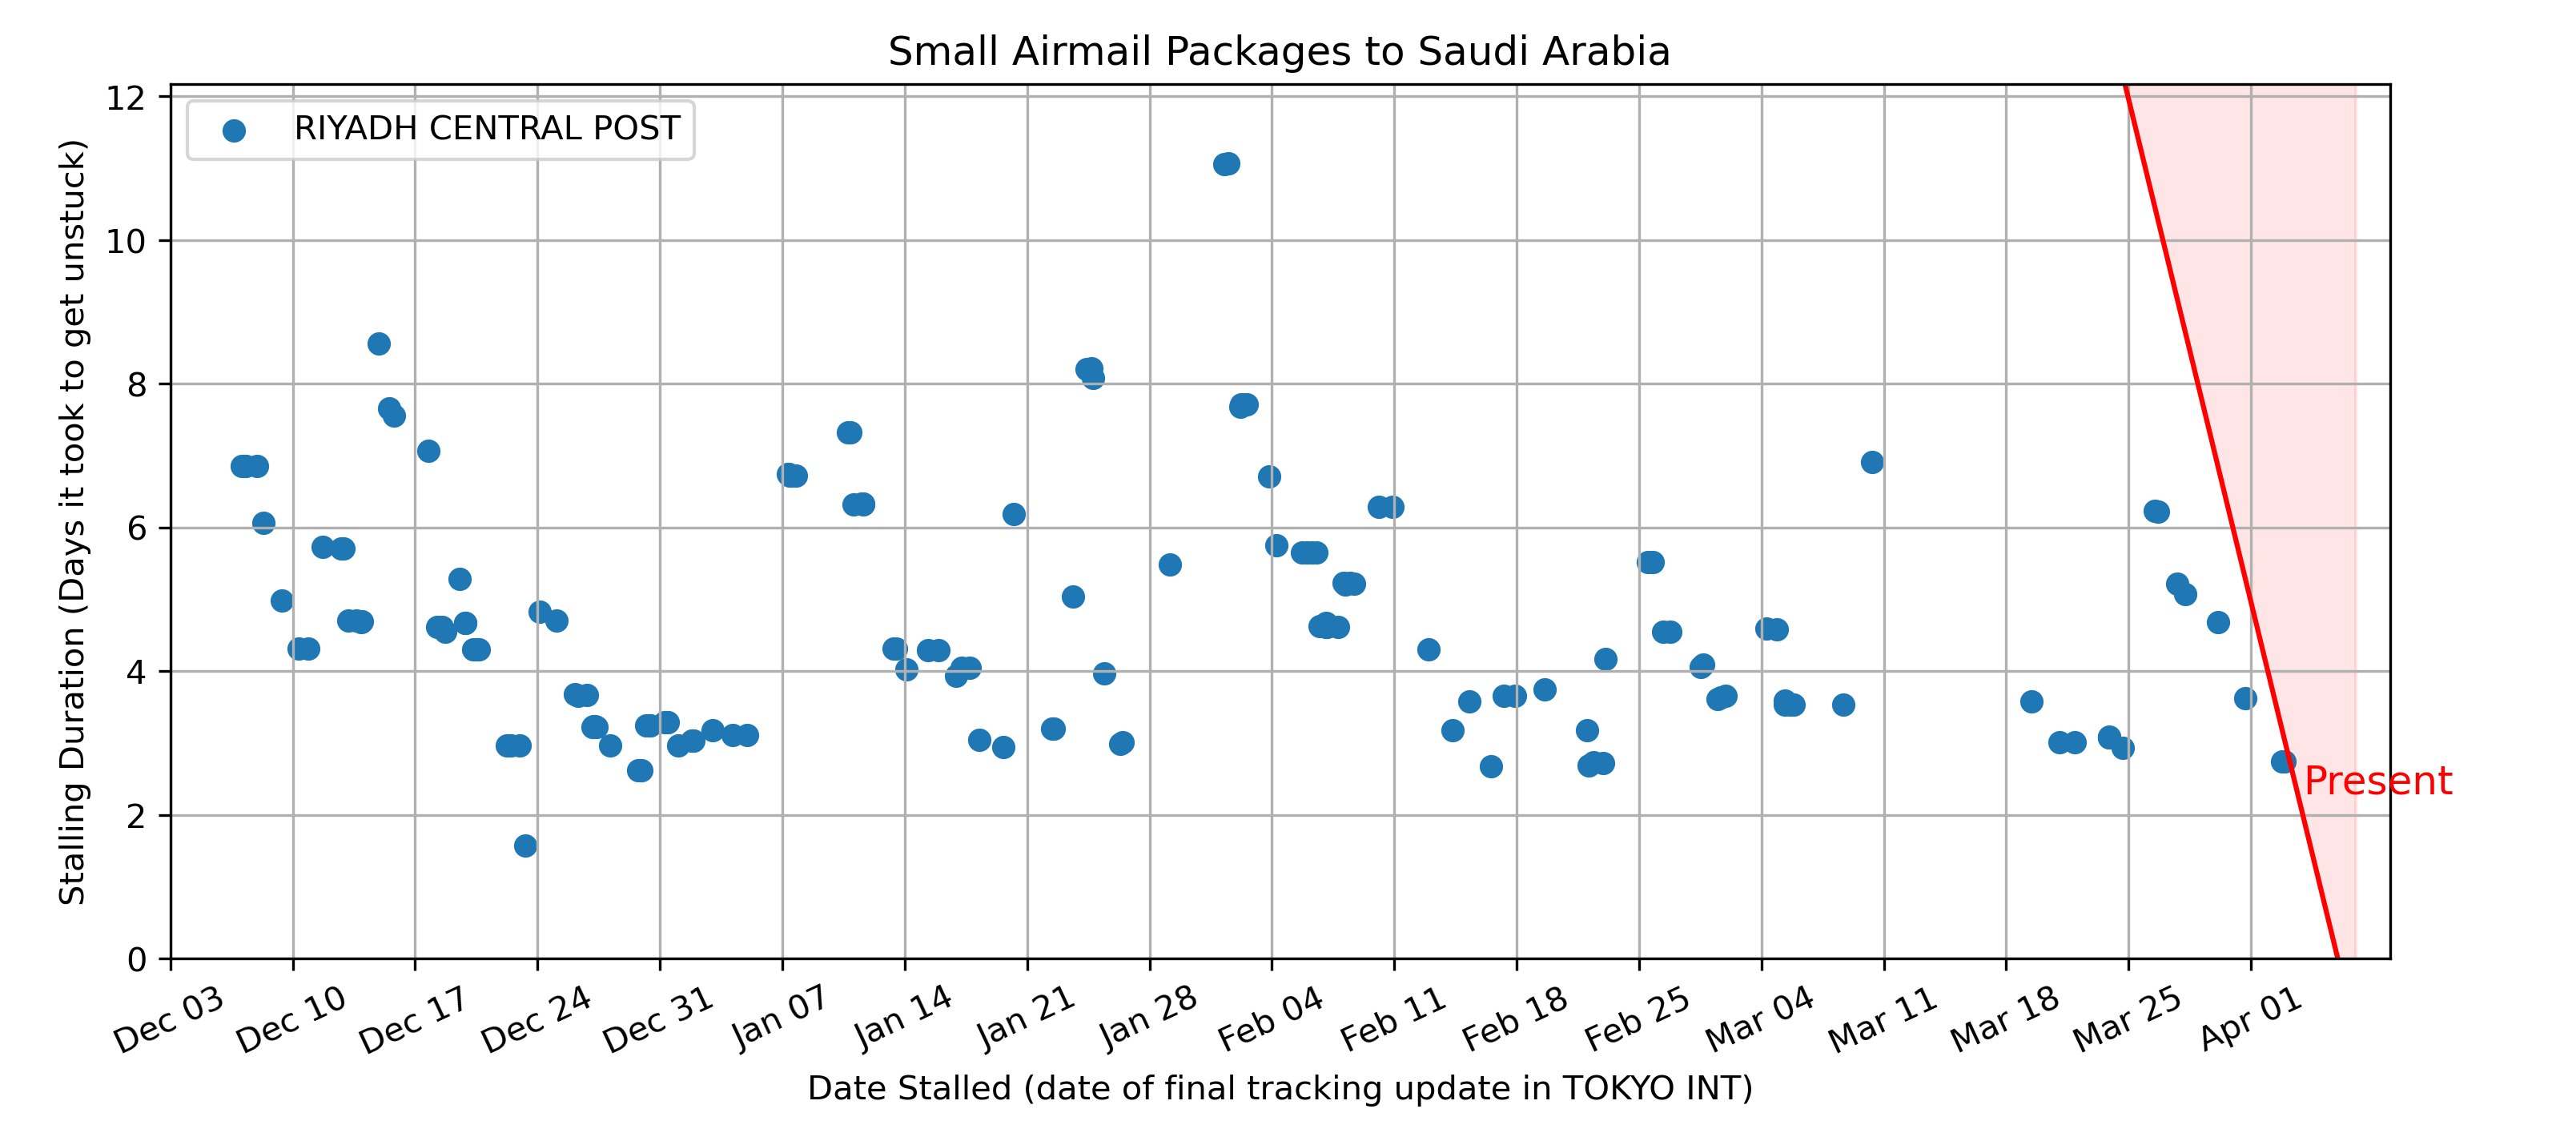 Small Airmail Packages to Saudi Arabia
RIYADH CENTRAL POST
Stalling Duration (Days it took to get unstuck)
12
10
8
6
4
2
0
Present
Dec 03
Dec 10
Dec 17
Dec 24
Dec 31
Jan 07
Jan 14
Jan 21
Jan 28
Feb 04
Feb 11
Feb 18
Feb 25
Mar 04
Mar 11
Mar 18
Mar 25
Apr 01
Date Stalled (date of final tracking update in TOKYO INT)